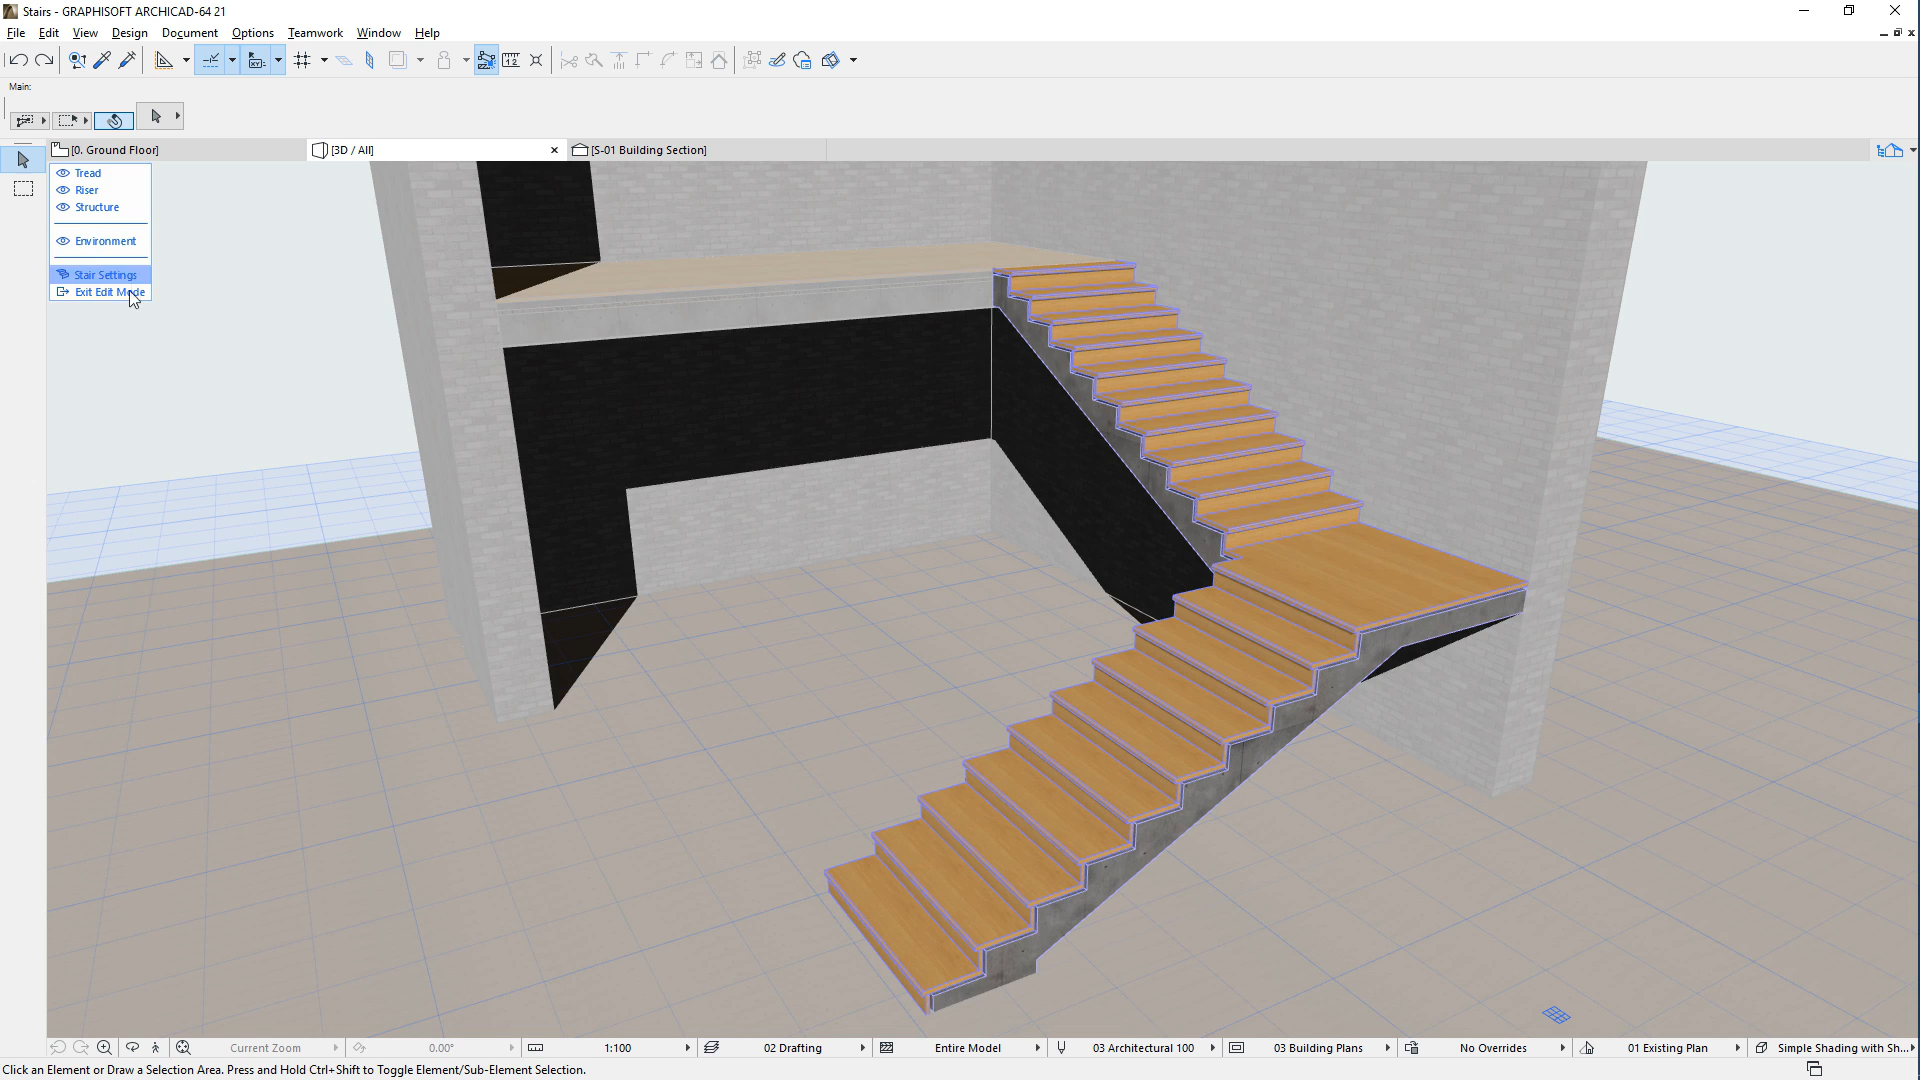 Stairs - GRAPHISOFT ARCHICAD-64 21
File Edit View Design Document Options Teamwork Window Help
Main:
[0. Ground Floor]
[3D / All]
[S-01 Building Section]
Tread
Riser
Structure
Environment
Stair Settings
Exit Edit Mode
Current Zoom
0.00°
1:100
02 Drafting
Entire Model
03 Architectural 100
03 Building Plans
No Overrides
01 Existing Plan
Simple Shading with Sh...
Click an Element or Draw a Selection Area. Press and Hold Ctrl+Shift to Toggle Element/Sub-Element Selection.